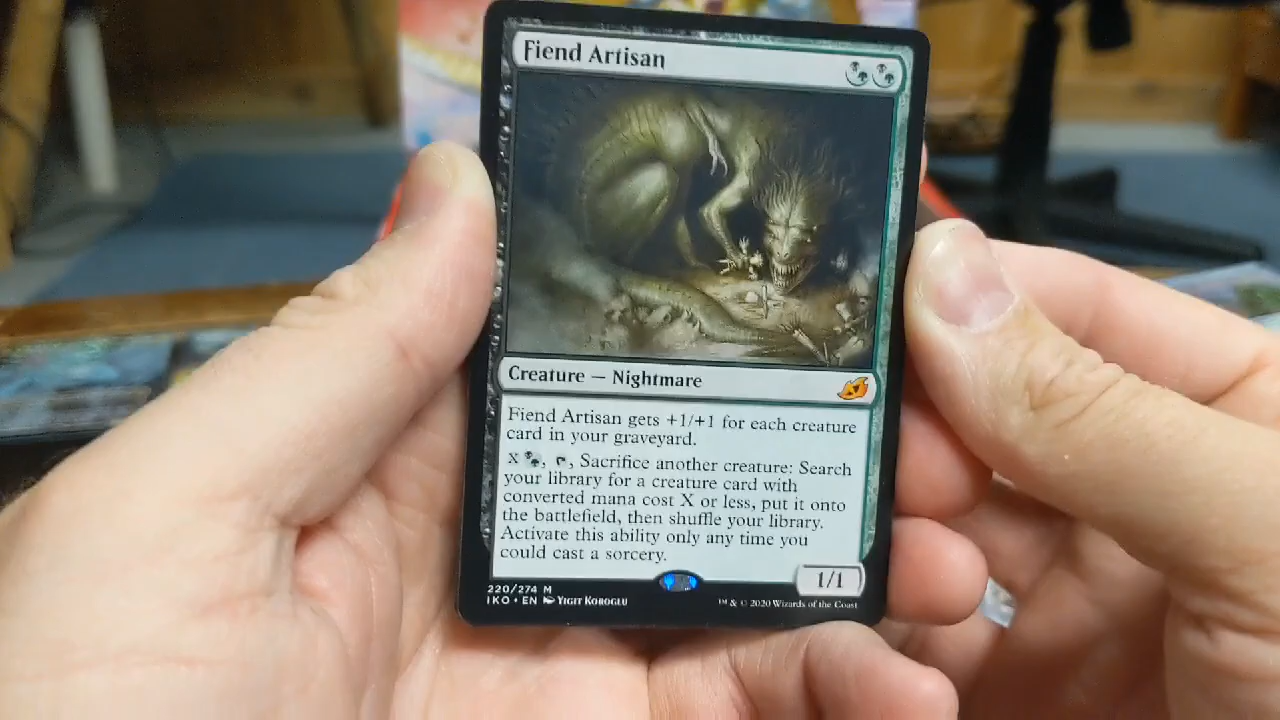 Fiend Artisan
Creature — Nightmare
Fiend Artisan gets +1/+1 for each creature
card in your graveyard.
X , , Sacrifice another creature: Search
your library for a creature card with
converted mana cost X or less, put it onto
the battlefield, then shuffle your library.
Activate this ability only any time you
could cast a sorcery.
1/1
220/274 M
IKO • EN Yigit Koroglu
™ & © 2020 Wizards of the Coast